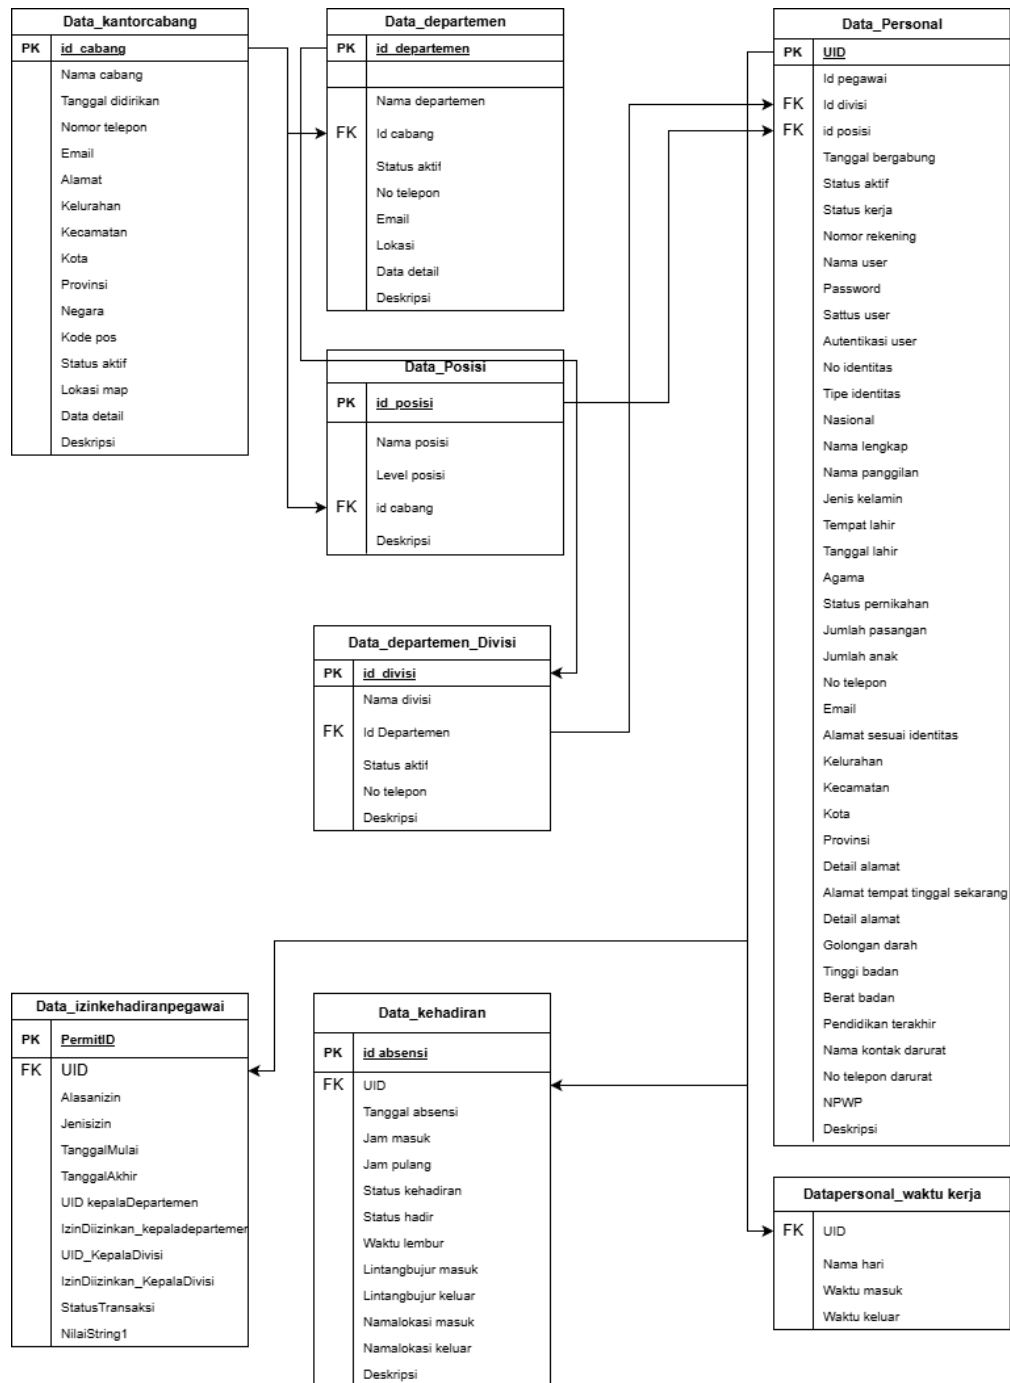 Data_kantorcabang
PK id_cabang
Nama cabang
Tanggal didirikan
Nomor telepon
Email
Alamat
Kelurahan
Kecamatan
Kota
Provinsi
Negara
Kode pos
Status aktif
Lokasi map
Data detail
Deskripsi
Data_departemen
PK id_departemen
Nama departemen
FK Id cabang
Status aktif
No telepon
Email
Lokasi
Data detail
Deskripsi
Data_Posisi
PK id_posisi
Nama posisi
Level posisi
FK id cabang
Deskripsi
Data_departemen_Divisi
PK id_divisi
Nama divisi
FK Id Departemen
Status aktif
No telepon
Deskripsi
Data_Personal
PK UID
Id pegawai
FK Id divisi
FK id posisi
Tanggal bergabung
Status aktif
Status kerja
Nomor rekening
Nama user
Password
Sattus user
Autentikasi user
No identitas
Tipe identitas
Nasional
Nama lengkap
Nama panggilan
Jenis kelamin
Tempat lahir
Tanggal lahir
Agama
Status pernikahan
Jumlah pasangan
Jumlah anak
No telepon
Email
Alamat sesuai identitas
Kelurahan
Kecamatan
Kota
Provinsi
Detail alamat
Alamat tempat tinggal sekarang
Detail alamat
Golongan darah
Tinggi badan
Berat badan
Pendidikan terakhir
Nama kontak darurat
No telepon darurat
NPWP
Deskripsi
Data_izinkehadiranpegawai
PK PermitID
FK UID
Alasanizin
Jenisizin
TanggalMulai
TanggalAkhir
UID kepalaDepartemen
IzinDiizinkan_kepaladepartemen
UID_KepalaDivisi
IzinDiizinkan_KepalaDivisi
StatusTransaksi
NilaiString1
Data_kehadiran
PK id absensi
FK UID
Tanggal absensi
Jam masuk
Jam pulang
Status kehadiran
Status hadir
Waktu lembur
Lintangbujur masuk
Lintangbujur keluar
Namalokasi masuk
Namalokasi keluar
Deskripsi
Datapersonal_waktu kerja
FK UID
Nama hari
Waktu masuk
Waktu keluar